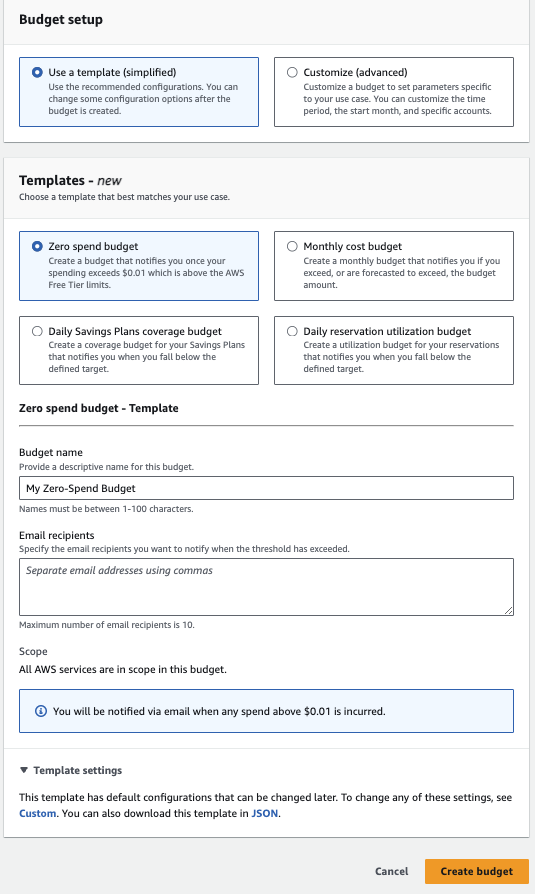 Budget setup
Use a template (simplified)
Use the recommended configurations. You can
change some configuration options after the
budget is created.
Customize (advanced)
Customize a budget to set parameters specific
to your use case. You can customize the time
period, the start month, and specific accounts.
Templates - new
Choose a template that best matches your use case.
Zero spend budget
Create a budget that notifies you once your
spending exceeds $0.01 which is above the AWS
Free Tier limits.
Monthly cost budget
Create a monthly budget that notifies you if you
exceed, or are forecasted to exceed, the budget
amount.
Daily Savings Plans coverage budget
Create a coverage budget for your Savings Plans
that notifies you when you fall below the
defined target.
Daily reservation utilization budget
Create a utilization budget for your reservations
that notifies you when you fall below the
defined target.
Zero spend budget - Template
Budget name
Provide a descriptive name for this budget.
My Zero-Spend Budget
Names must be between 1-100 characters.
Email recipients
Specify the email recipients you want to notify when the threshold has exceeded.
Separate email addresses using commas
Maximum number of email recipients is 10.
Scope
All AWS services are in scope in this budget.
You will be notified via email when any spend above $0.01 is incurred.
Template settings
This template has default configurations that can be changed later. To change any of these settings, see
Custom. You can also download this template in JSON.
Cancel
Create budget